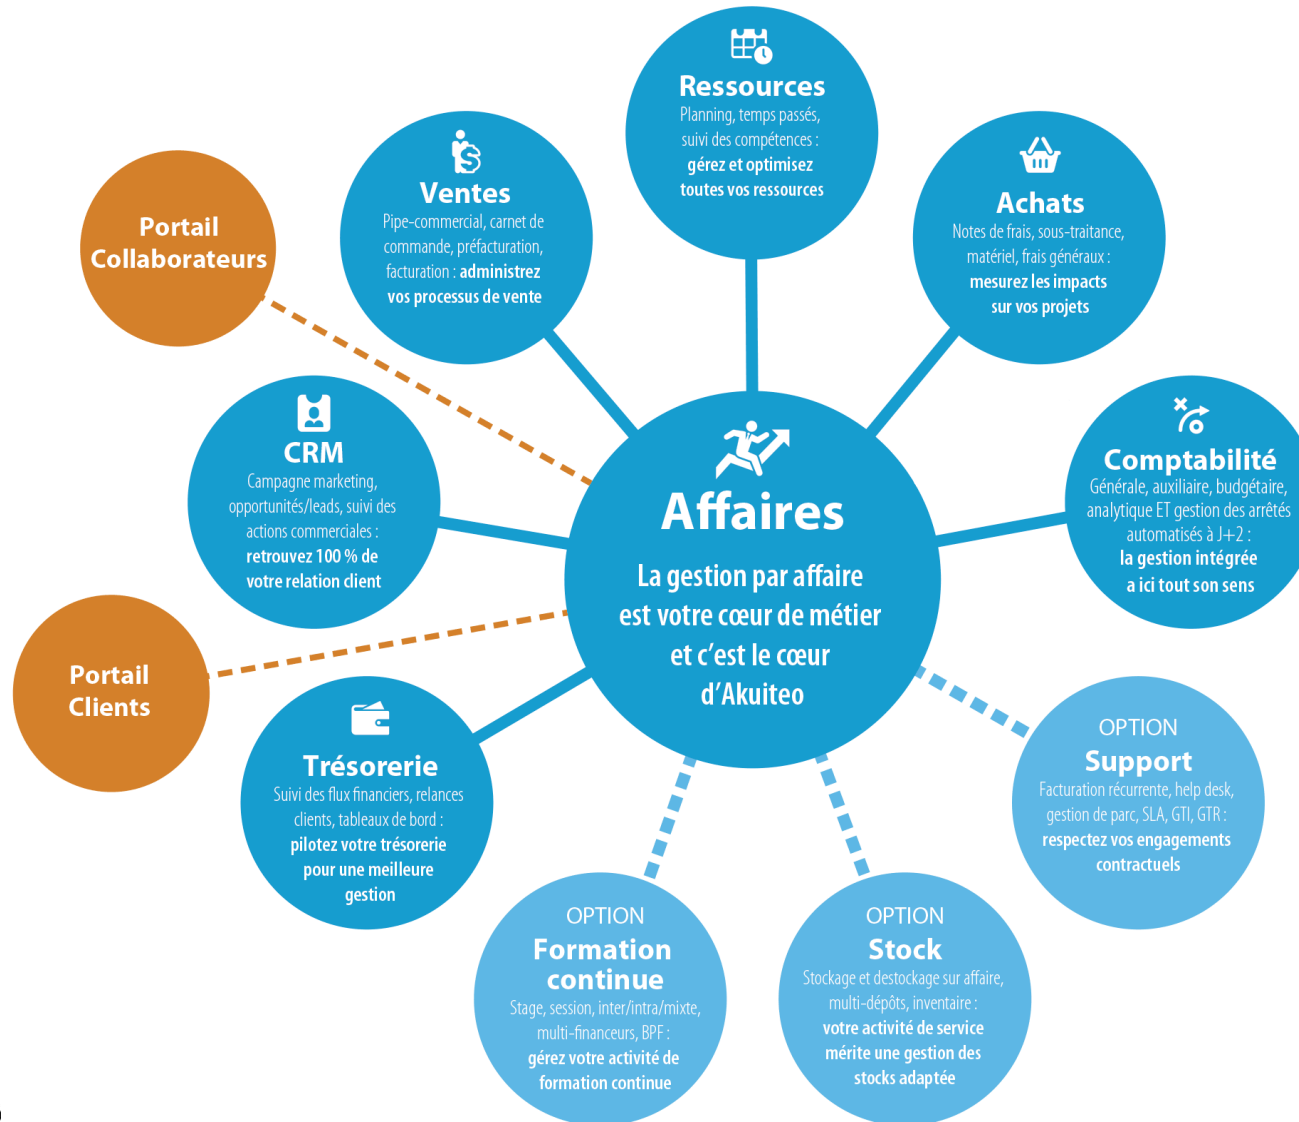 Ressources
Planning, temps passés,
suivi des compétences :
gérez et optimisez
toutes vos ressources
Ventes
Pipe-commercial, carnet de
commande, préfacturation,
facturation : administrez
vos processus de vente
Achats
Notes de frais, sous-traitance,
matériel, frais généraux :
mesurez les impacts
sur vos projets
Portail
Collaborateurs
CRM
Campagne marketing,
opportunités/leads, suivi des
actions commerciales :
retrouvez 100 % de
votre relation client
Affaires
La gestion par affaire
est votre cœur de métier
et c’est le cœur
d’Akuiteo
Comptabilité
Générale, auxiliaire, budgétaire,
analytique ET gestion des arrêtés
automatisés à J+2 :
la gestion intégrée
a ici tout son sens
Portail
Clients
Trésorerie
Suivi des flux financiers, relances
clients, tableaux de bord :
pilotez votre trésorerie
pour une meilleure
gestion
OPTION
Support
Facturation récurrente, help desk,
gestion de parc, SLA, GTI, GTR :
respectez vos engagements
contractuels
OPTION
Formation
continue
Stage, session, inter/intra/mixte,
multi-financeurs, BPF :
gérez votre activité de
formation continue
OPTION
Stock
Stockage et destockage sur affaire,
multi-dépôts, inventaire :
votre activité de service
mérite une gestion des
stocks adaptée